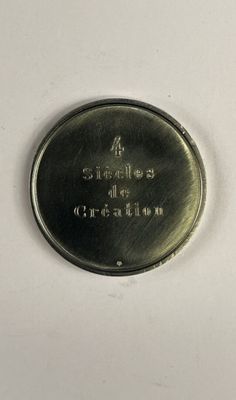 4
Siècles
de
Création